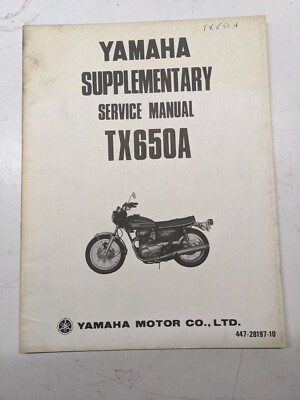 TX650A
YAMAHA
SUPPLEMENTARY
SERVICE MANUAL
TX650A
YAMAHA MOTOR CO., LTD.
447-28197-10